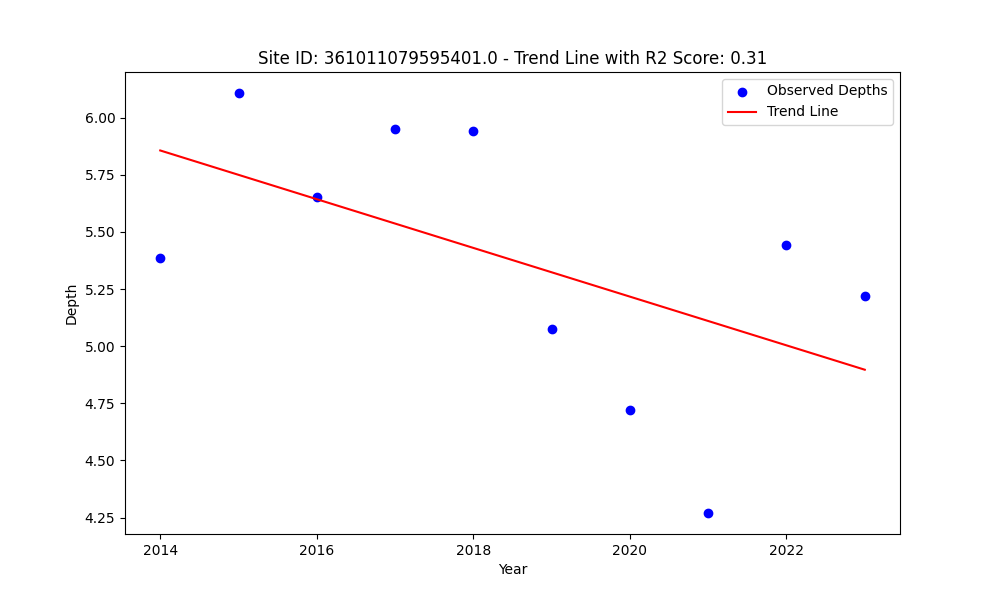 Site ID: 361011079595401.0 - Trend Line with R2 Score: 0.31
Observed Depths
Trend Line
6.00
5.75
5.50
5.25
5.00
4.75
4.50
4.25
Depth
2014
2016
2018
2020
2022
Year